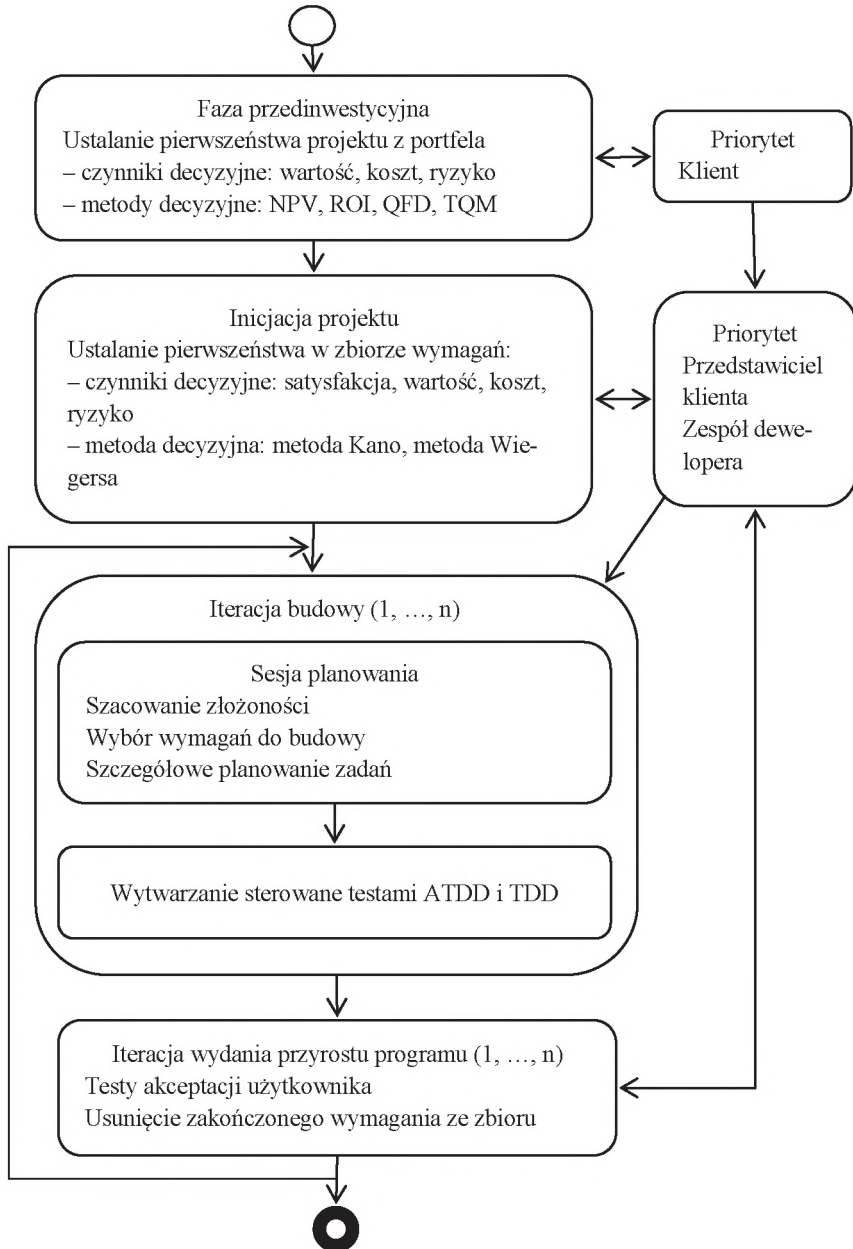 Faza przedinwestycyjna
Ustalanie pierwszeństwa projektu z portfela
– czynniki decyzyjne: wartość, koszt, ryzyko
– metody decyzyjne: NPV, ROI, QFD, TQM
Priorytet
Klient
Inicjacja projektu
Ustalanie pierwszeństwa w zbiorze wymagań:
– czynniki decyzyjne: satysfakcja, wartość, koszt,
ryzyko
– metoda decyzyjna: metoda Kano, metoda Wie-
gersa
Priorytet
Przedstawiciel
klienta
Zespół dewe-
lopera
Iteracja budowy (1, …, n)
Sesja planowania
Szacowanie złożoności
Wybór wymagań do budowy
Szczegółowe planowanie zadań
Wytwarzanie sterowane testami ATDD i TDD
Iteracja wydania przyrostu programu (1, …, n)
Testy akceptacji użytkownika
Usunięcie zakończonego wymagania ze zbioru